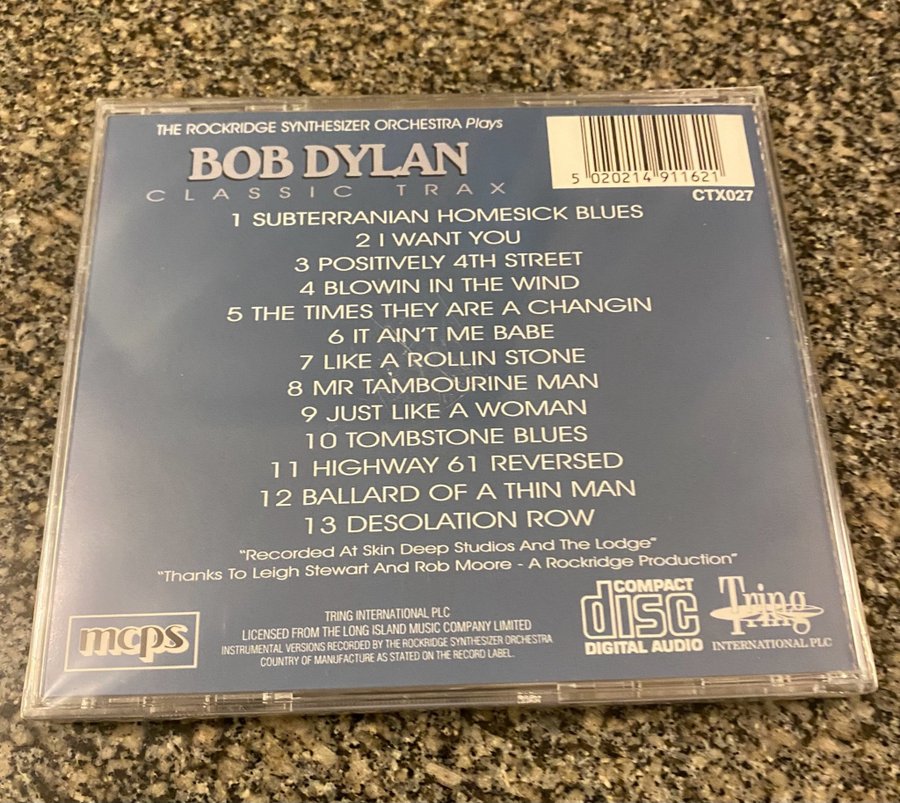 THE ROCKRIDGE SYNTHESIZER ORCHESTRA Plays
BOB DYLAN
CLASSIC TRAX
5 020214 911621
CTX027
1 SUBTERRANIAN HOMESICK BLUES
2 I WANT YOU
3 POSITIVELY 4TH STREET
4 BLOWIN IN THE WIND
5 THE TIMES THEY ARE A CHANGIN
6 IT AIN'T ME BABE
7 LIKE A ROLLIN STONE
8 MR TAMBOURINE MAN
9 JUST LIKE A WOMAN
10 TOMBSTONE BLUES
11 HIGHWAY 61 REVERSED
12 BALLARD OF A THIN MAN
13 DESOLATION ROW
"Recorded At Skin Deep Studios And The Lodge"
"Thanks To Leigh Stewart And Rob Moore - A Rockridge Production"
mcps
TRING INTERNATIONAL PLC
LICENSED FROM THE LONG ISLAND MUSIC COMPANY LIMITED
INSTRUMENTAL VERSIONS RECORDED BY THE ROCKRIDGE SYNTHESIZER ORCHESTRA
COUNTRY OF MANUFACTURE AS STATED ON THE RECORD LABEL.
COMPACT
disc
DIGITAL AUDIO
Tring
INTERNATIONAL PLC